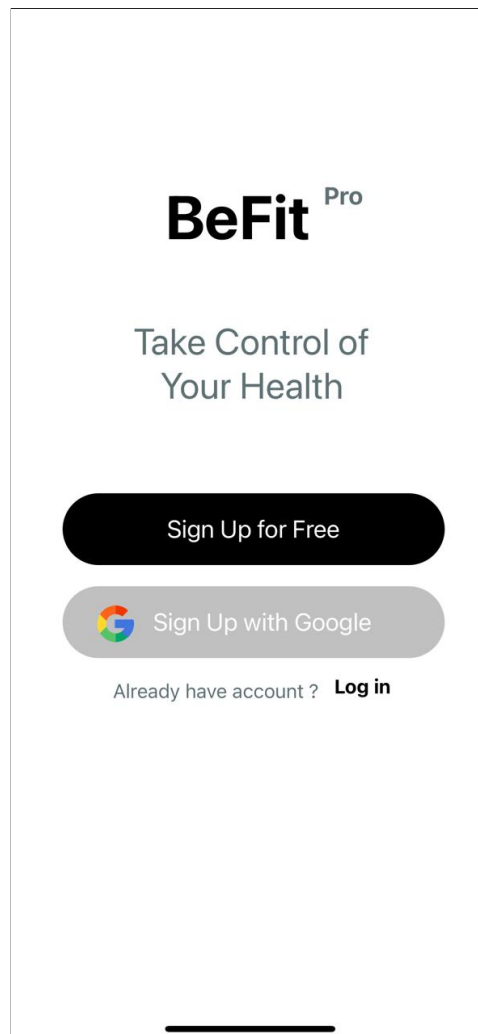 BeFit Pro
Take Control of
Your Health
Sign Up for Free
Sign Up with Google
Already have account ? Log in